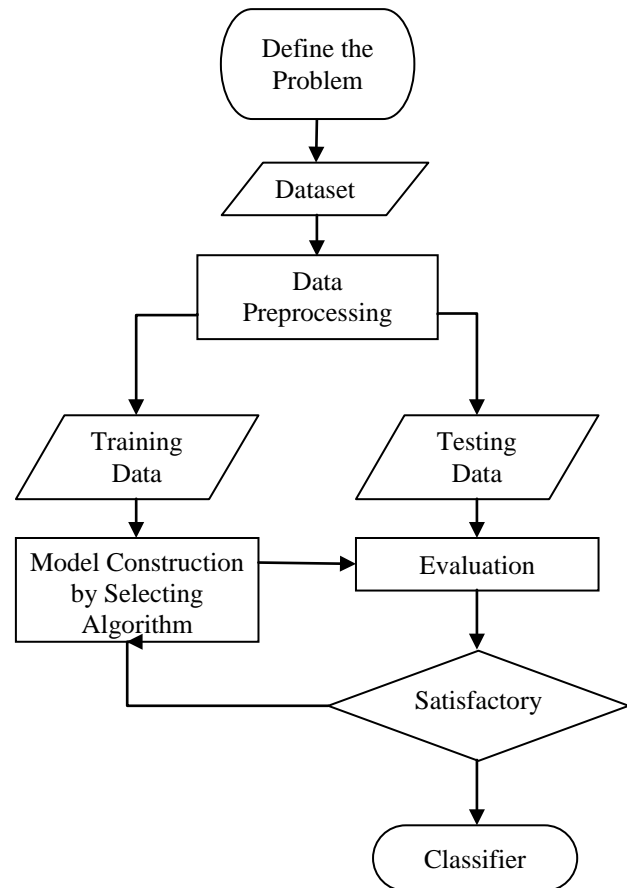 Define the
Problem
Dataset
Data
Preprocessing
Training
Data
Testing
Data
Model Construction
by Selecting
Algorithm
Evaluation
Satisfactory
Classifier